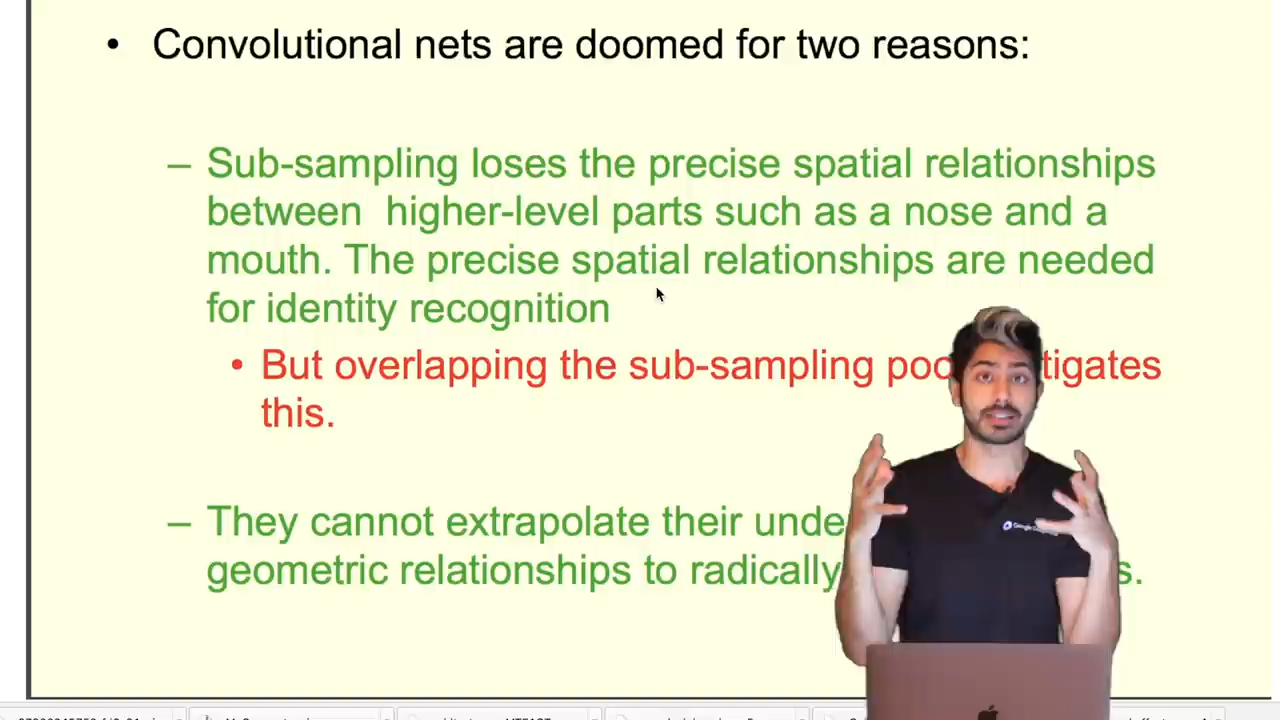 • Convolutional nets are doomed for two reasons:
– Sub-sampling loses the precise spatial relationships
between higher-level parts such as a nose and a
mouth. The precise spatial relationships are needed
for identity recognition
• But overlapping the sub-sampling poo tigates
this.
– They cannot extrapolate their unde
geometric relationships to radically s.
Google